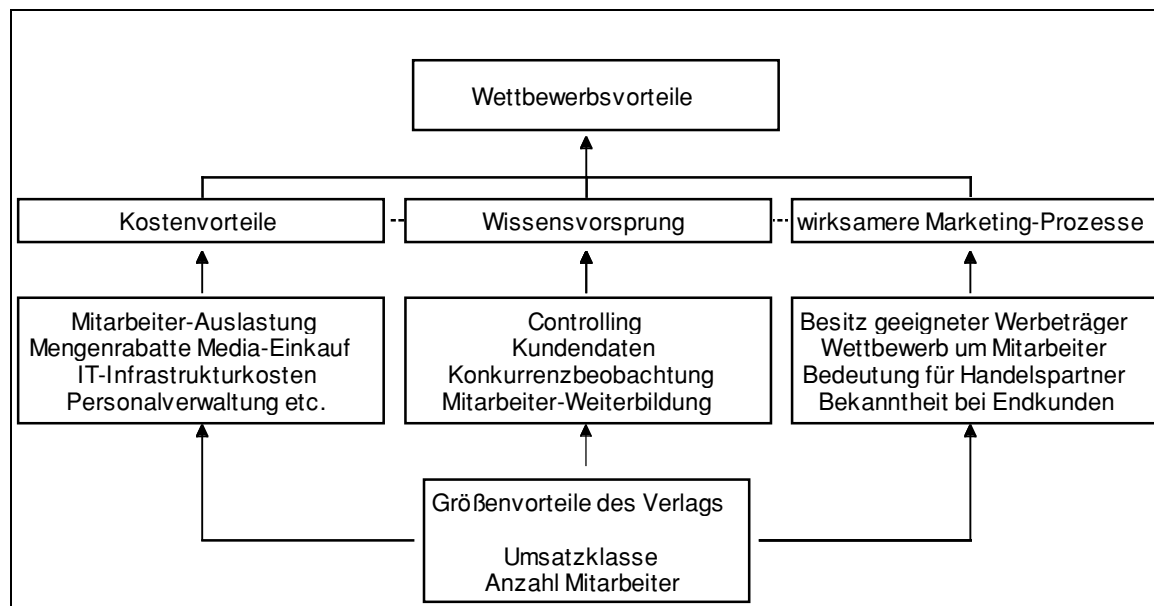 Wettbewerbsvorteile
Kostenvorteile
Wissensvorsprung
wirksamere Marketing-Prozesse
Mitarbeiter-Auslastung
Mengenrabatte Media-Einkauf
IT-Infrastrukturkosten
Personalverwaltung etc.
Controlling
Kundendaten
Konkurrenzbeobachtung
Mitarbeiter-Weiterbildung
Besitz geeigneter Werbeträger
Wettbewerb um Mitarbeiter
Bedeutung für Handelspartner
Bekanntheit bei Endkunden
Größenvorteile des Verlags
Umsatzklasse
Anzahl Mitarbeiter